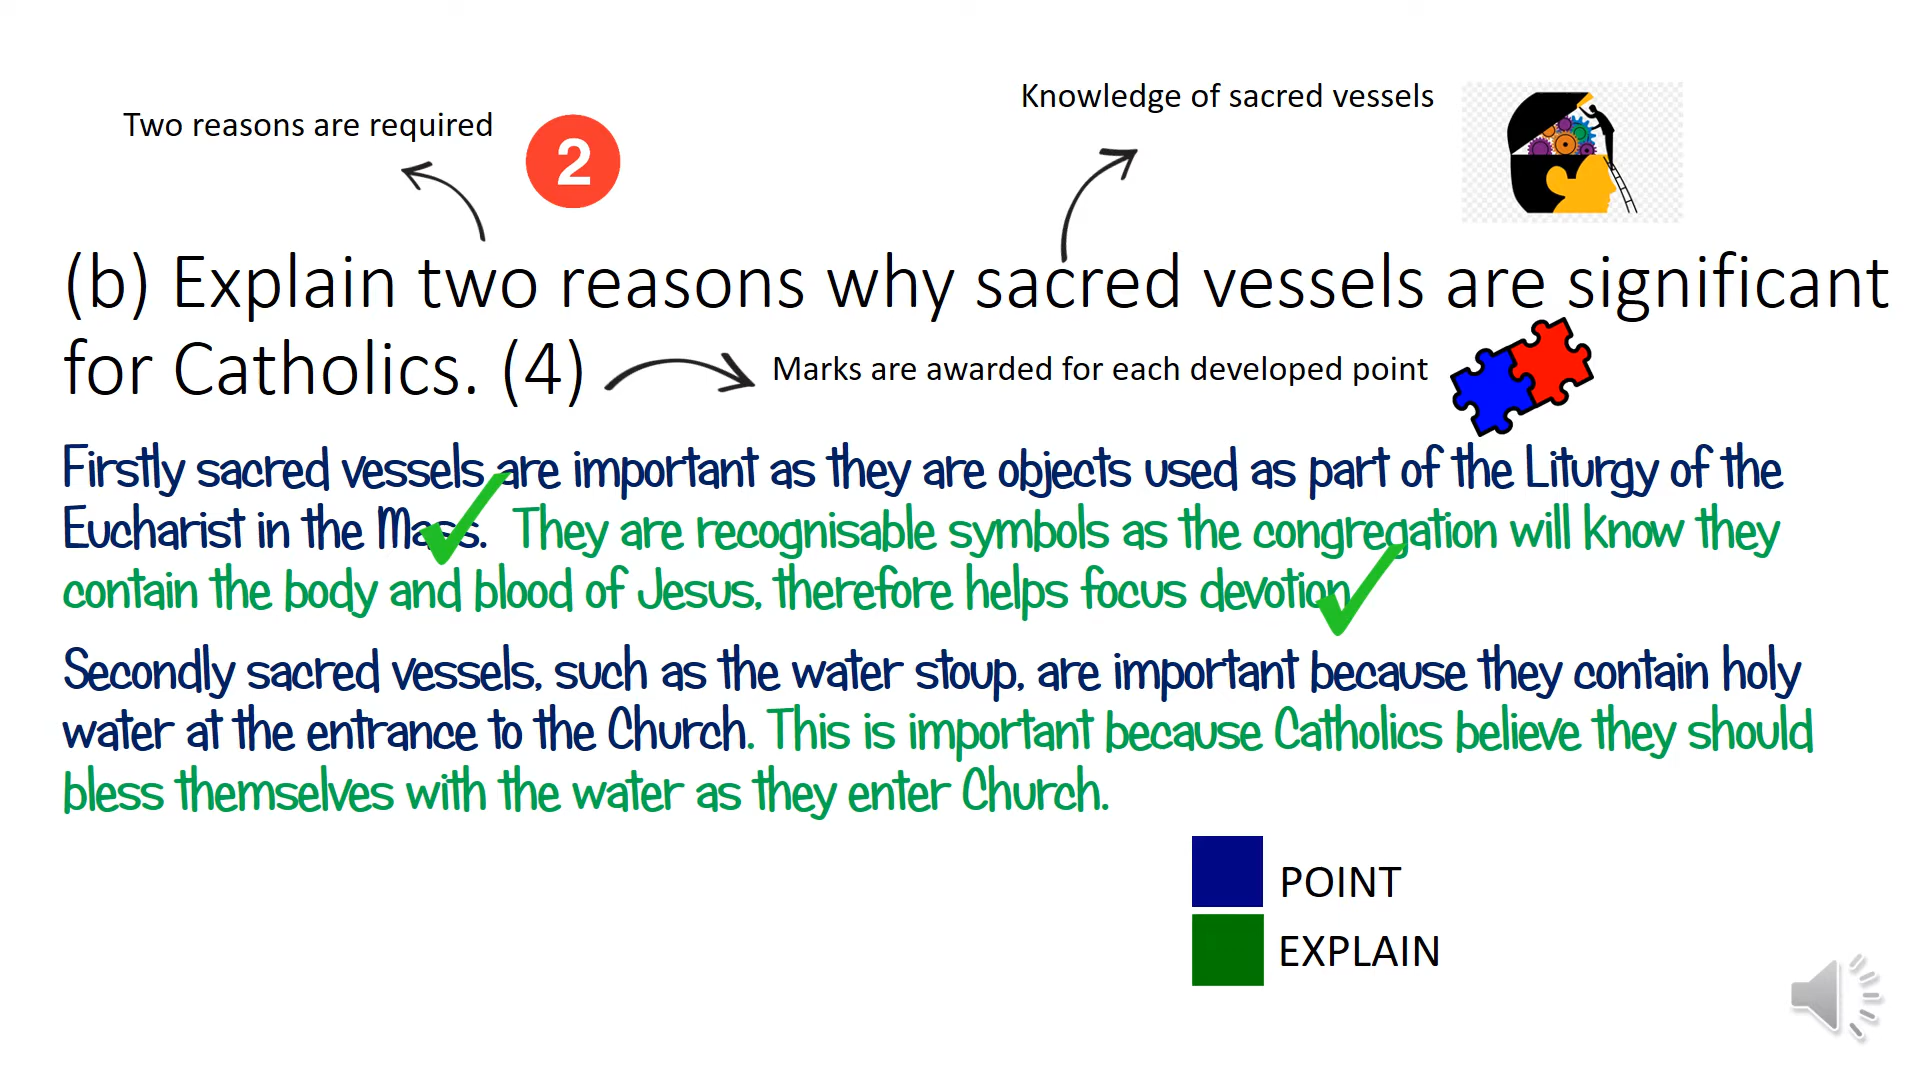 Two reasons are required
2
Knowledge of sacred vessels
(b) Explain two reasons why sacred vessels are significant
for Catholics. (4)
Marks are awarded for each developed point
Firstly sacred vessels are important as they are objects used as part of the Liturgy of the
Eucharist in the Mass. They are recognisable symbols as the congregation will know they
contain the body and blood of Jesus, therefore helps focus devotion
Secondly sacred vessels, such as the water stoup, are important because they contain holy
water at the entrance to the Church. This is important because Catholics believe they should
bless themselves with the water as they enter Church.
POINT
EXPLAIN